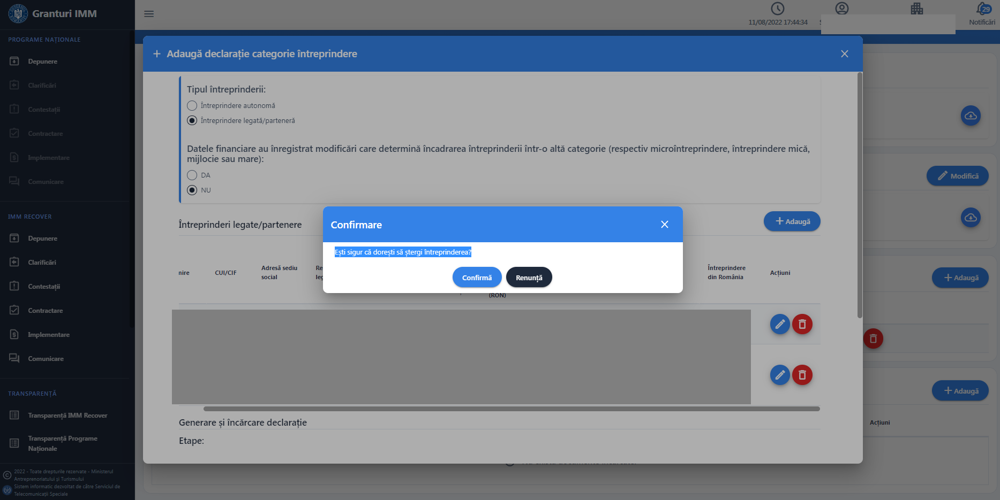 Granturi IMM
11/08/2022 17:44:34
29
Notificări
PROGRAME NAȚIONALE
Depunere
Clarificări
Contestații
Contractare
Implementare
Comunicare
IMM RECOVER
Depunere
Clarificări
Contestații
Contractare
Implementare
Comunicare
TRANSPARENȚĂ
Transparență IMM Recover
Transparență Programe
Naționale
2022 - Toate drepturile rezervate - Ministerul
Antreprenoriatului și Turismului
Sistem informatic dezvoltat de către Serviciul de
Telecomunicații Speciale
+ Adaugă declarație categorie întreprindere
Tipul întreprinderii:
Întreprindere autonomă
Întreprindere legată/parteneră
Datele financiare au înregistrat modificări care determină încadrarea întreprinderii într-o altă categorie (respectiv microîntreprindere, întreprindere mică,
mijlocie sau mare):
DA
NU
Întreprinderi legate/partenere
+ Adaugă
Confirmare
Ești sigur că dorești să ștergi întreprinderea?
Confirmă
Renunță
mire
CUI/CIF
Adresă sediu
social
Re
leg
(RON)
Întreprindere
din România
Acțiuni
Generare și încărcare declarație
Etape:
Modifică
+ Adaugă
+ Adaugă
Acțiuni